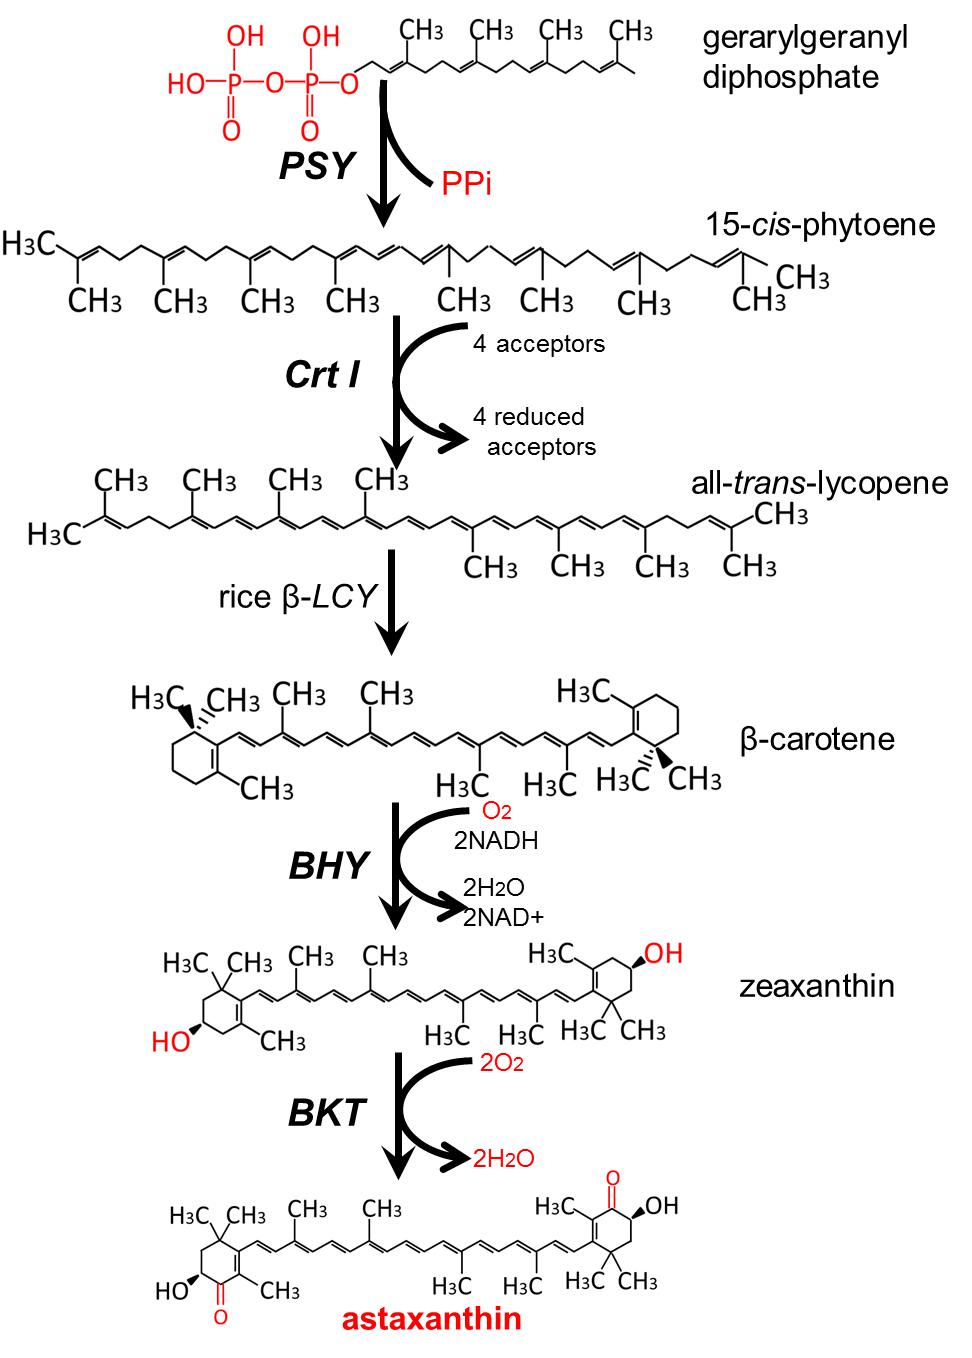 OH OH CH3 CH3 CH3 CH3 gerarylgeranyl
HO P O P O diphosphate
O O
PSY
PPi
15-cis-phytoene
H3C
CH3 CH3 CH3 CH3 CH3 CH3 CH3 CH3 CH3
4 acceptors
Crt I
4 reduced
acceptors
CH3 CH3 CH3 CH3 all-trans-lycopene
H3C CH3
CH3 CH3 CH3 CH3
rice β-LCY
H3C CH3 CH3 CH3 H3C
β-carotene
CH3 H3C H3C H3C CH3
O2
2NADH
BHY
2H2O
2NAD+
H3C CH3 CH3 CH3 H3C OH
zeaxanthin
HO CH3 H3C H3C H3C CH3
2O2
BKT
2H2O
O
H3C CH3 CH3 CH3 H3C OH
HO CH3 H3C H3C H3C CH3
O
astaxanthin